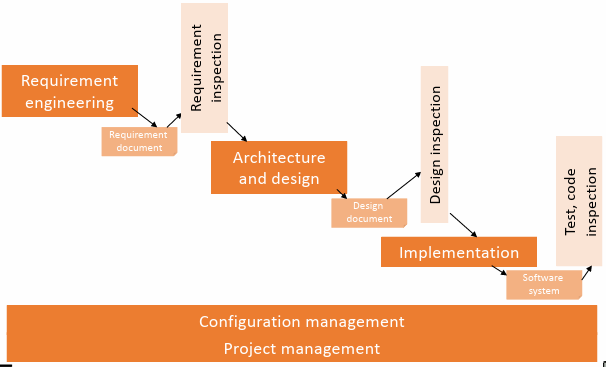 Requirement
engineering
Requirement
document
Requirement
inspection
Architecture
and design
Design
document
Design inspection
Implementation
Software
system
Test, code
inspection
Configuration management
Project management